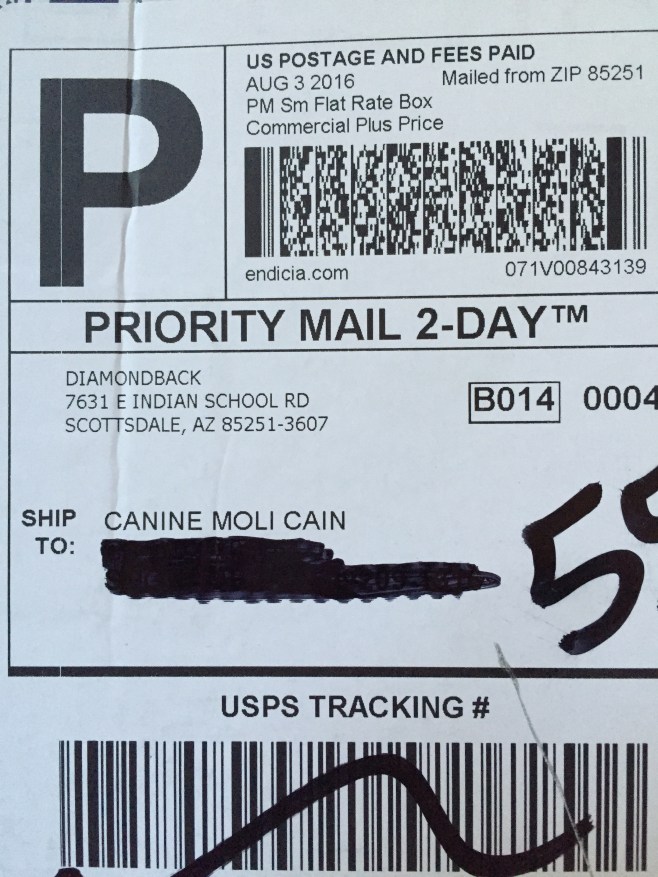 P
US POSTAGE AND FEES PAID
AUG 3 2016 Mailed from ZIP 85251
PM Sm Flat Rate Box
Commercial Plus Price
endicia.com 071V00843139
PRIORITY MAIL 2-DAY™
DIAMONDBACK
7631 E INDIAN SCHOOL RD
SCOTTSDALE, AZ 85251-3607
B014 0004
SHIP TO: CANINE MOLI CAIN
5
USPS TRACKING #